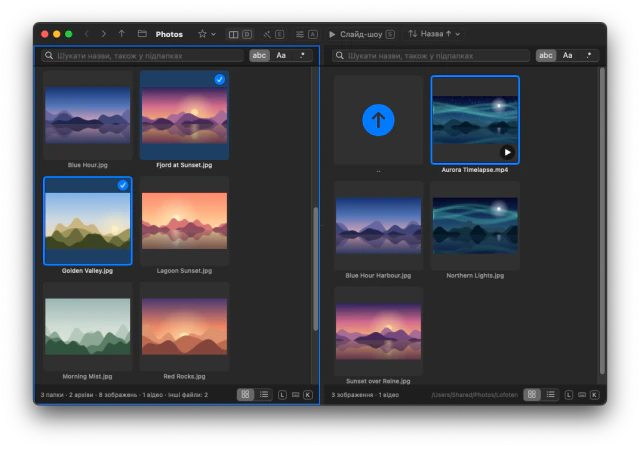 Photos
D
E
A
Слайд-шоу S
Назва
Шукати назви, також у підпапках
abc Aa .*
Шукати назви, також у підпапках
abc Aa .*
Blue Hour.jpg
Fjord at Sunset.jpg
Golden Valley.jpg
Lagoon Sunset.jpg
Morning Mist.jpg
Red Rocks.jpg
3 папки · 2 архіви · 8 зображень · 1 відео · Інші файли: 2
L K
..
Aurora Timelapse.mp4
Blue Hour Harbour.jpg
Northern Lights.jpg
Sunset over Reine.jpg
3 зображення · 1 відео
/Users/Shared/Photos/Lofoten
L K